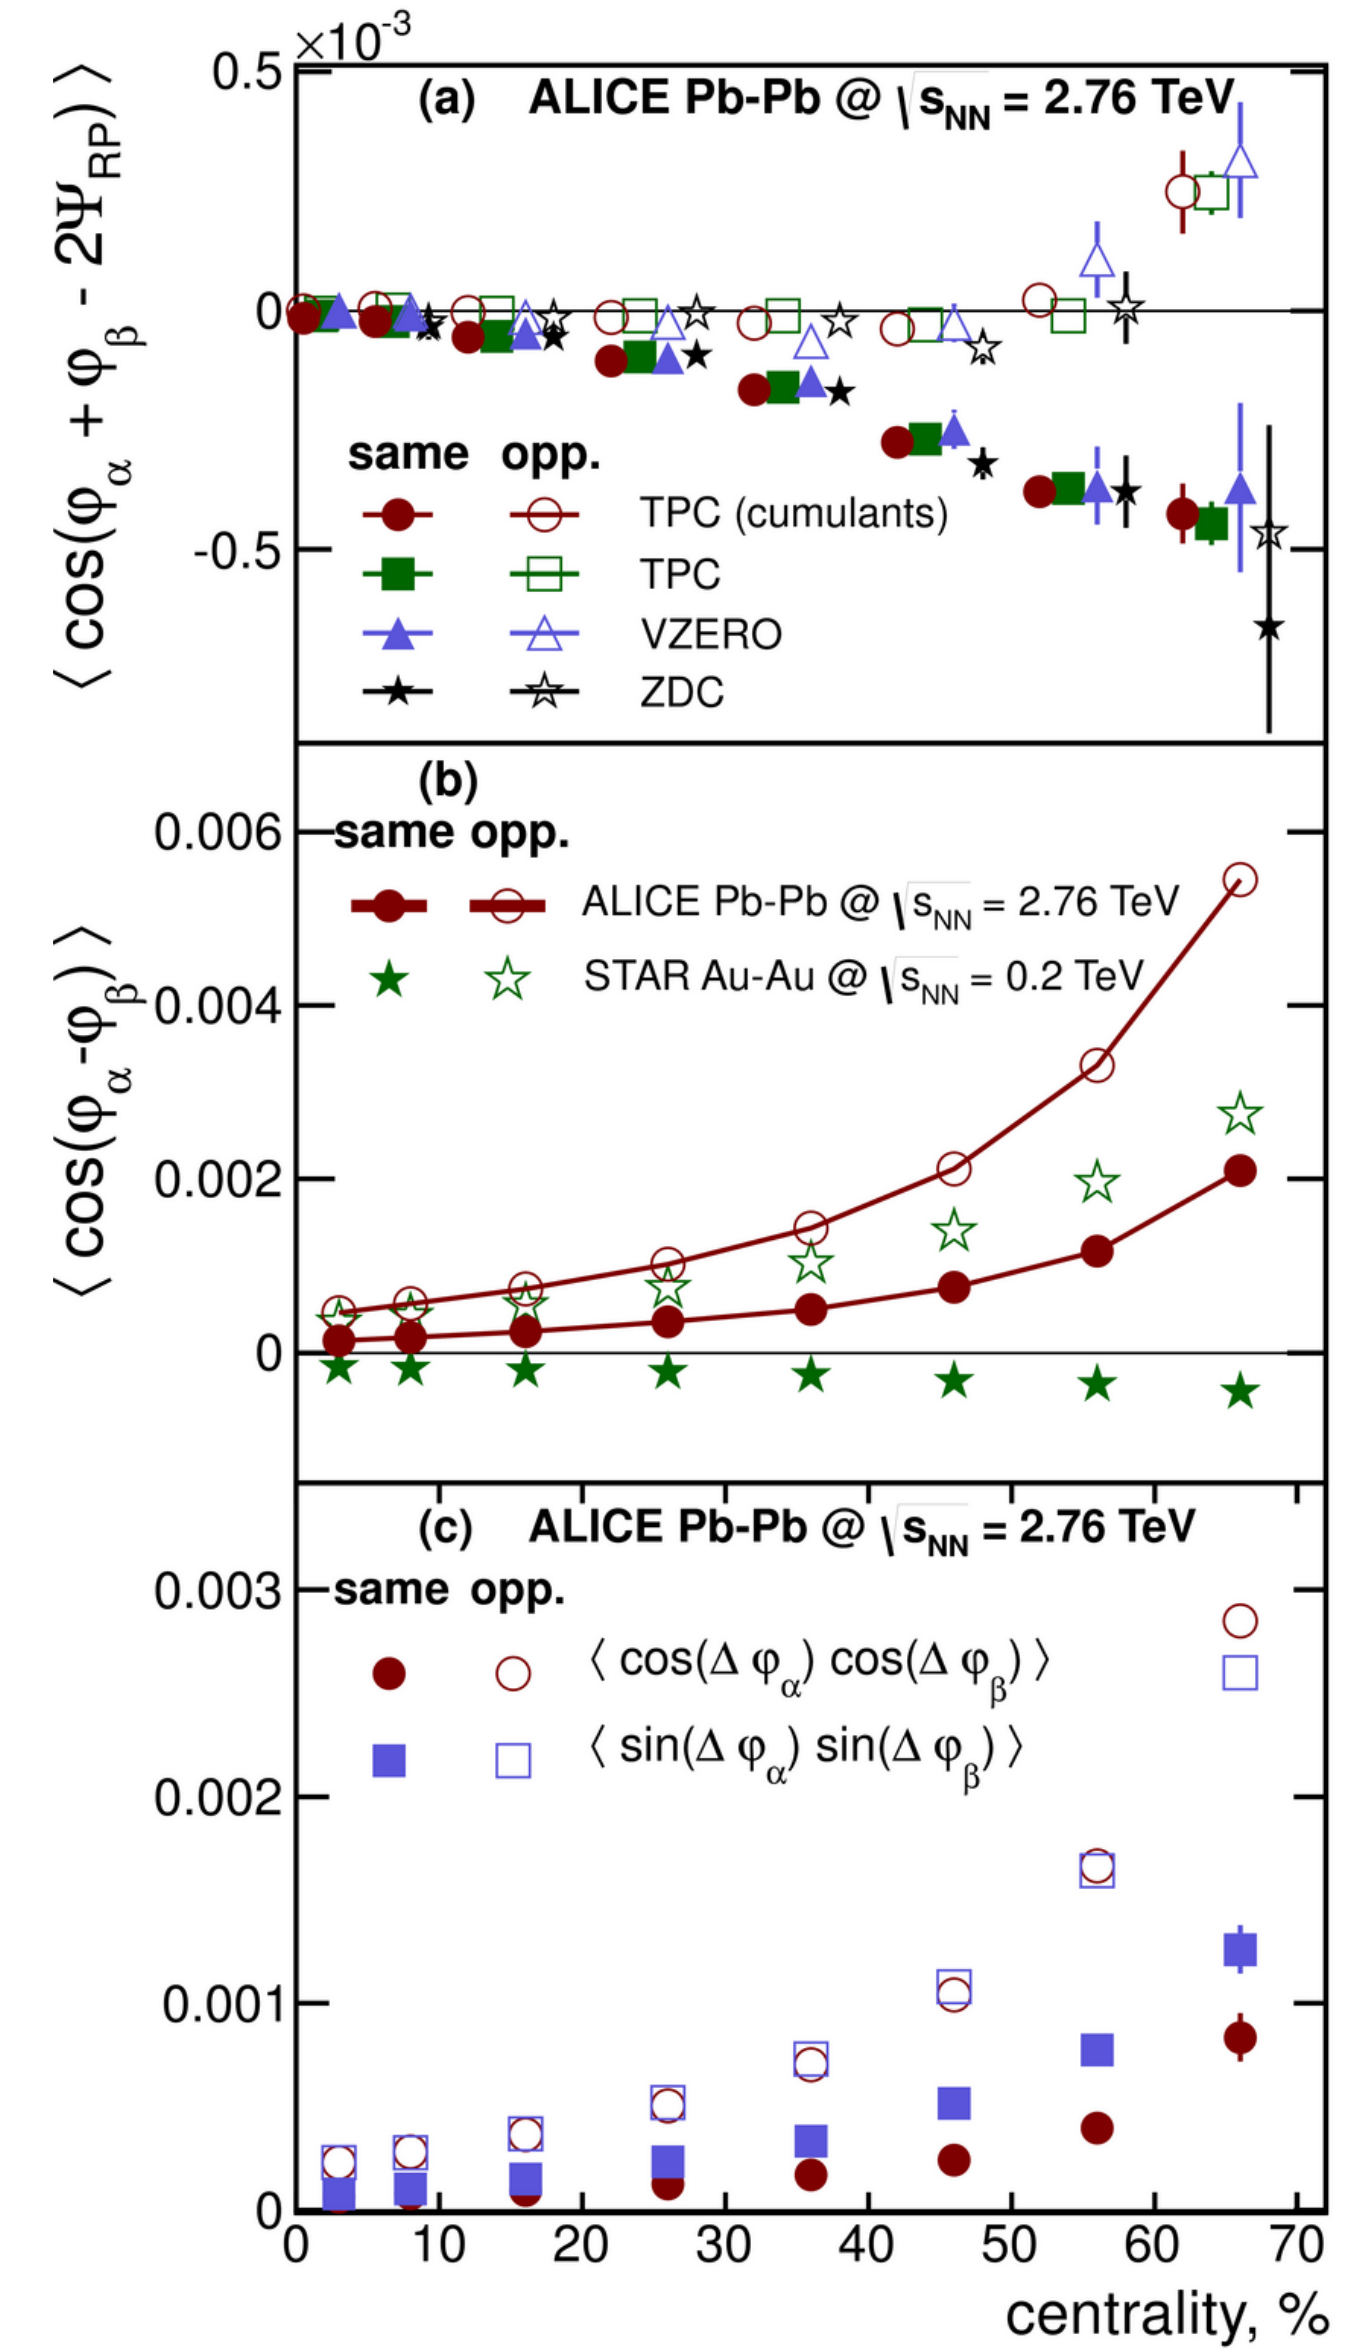 ×10⁻³
⟨ cos(φα + φβ - 2ΨRP) ⟩
0.5
0
-0.5
(a) ALICE Pb-Pb @ √sNN = 2.76 TeV
same opp.
TPC (cumulants)
TPC
VZERO
ZDC
⟨ cos(φα-φβ) ⟩
0.006
0.004
0.002
0
(b)
same opp.
ALICE Pb-Pb @ √sNN = 2.76 TeV
STAR Au-Au @ √sNN = 0.2 TeV
0.003
0.002
0.001
0
(c) ALICE Pb-Pb @ √sNN = 2.76 TeV
same opp.
⟨ cos(Δ φα) cos(Δ φβ) ⟩
⟨ sin(Δ φα) sin(Δ φβ) ⟩
0 10 20 30 40 50 60 70
centrality, %